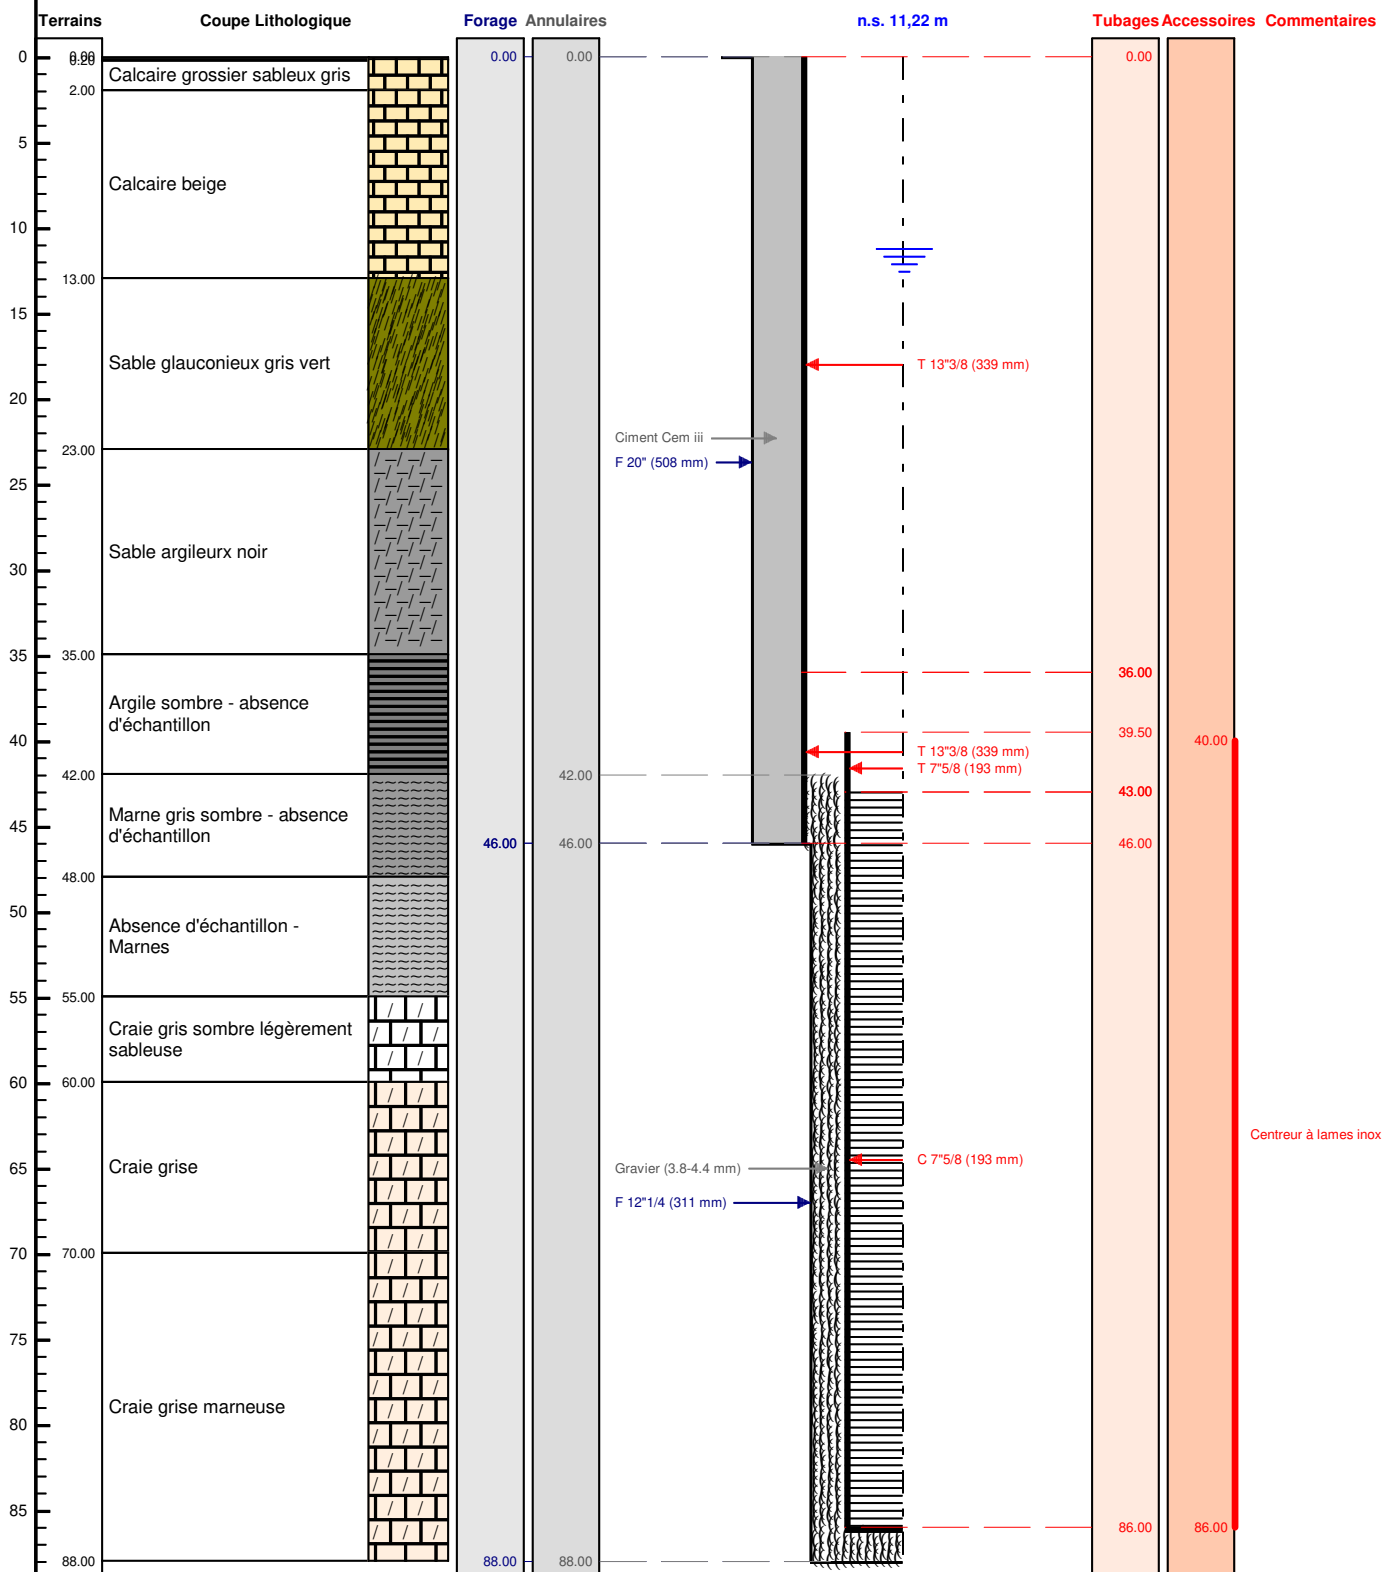 Terrains Coupe Lithologique Forage Annulaires n.s. 11,22 m Tubages Accessoires Commentaires
0 0.00 0.00 0.00 0.00
0.20
Calcaire grossier sableux gris
2.00
5
Calcaire beige
10
13.00
15
Sable glauconieux gris vert T 13"3/8 (339 mm)
20
Ciment Cem iii
23.00
F 20" (508 mm)
25
Sable argileurx noir
30
35 35.00
36.00
Argile sombre - absence
d'échantillon
39.50
40 40.00
T 13"3/8 (339 mm)
T 7"5/8 (193 mm)
42.00 42.00
43.00
Marne gris sombre - absence
d'échantillon
45
46.00 46.00 46.00
48.00
50
Absence d'échantillon -
Marnes
55 55.00
Craie gris sombre légèrement
sableuse
60 60.00
Centreur à lames inox
Craie grise C 7"5/8 (193 mm)
65 Gravier (3.8-4.4 mm)
F 12"1/4 (311 mm)
70 70.00
75
Craie grise marneuse
80
85
86.00 86.00
88.00 88.00 88.00